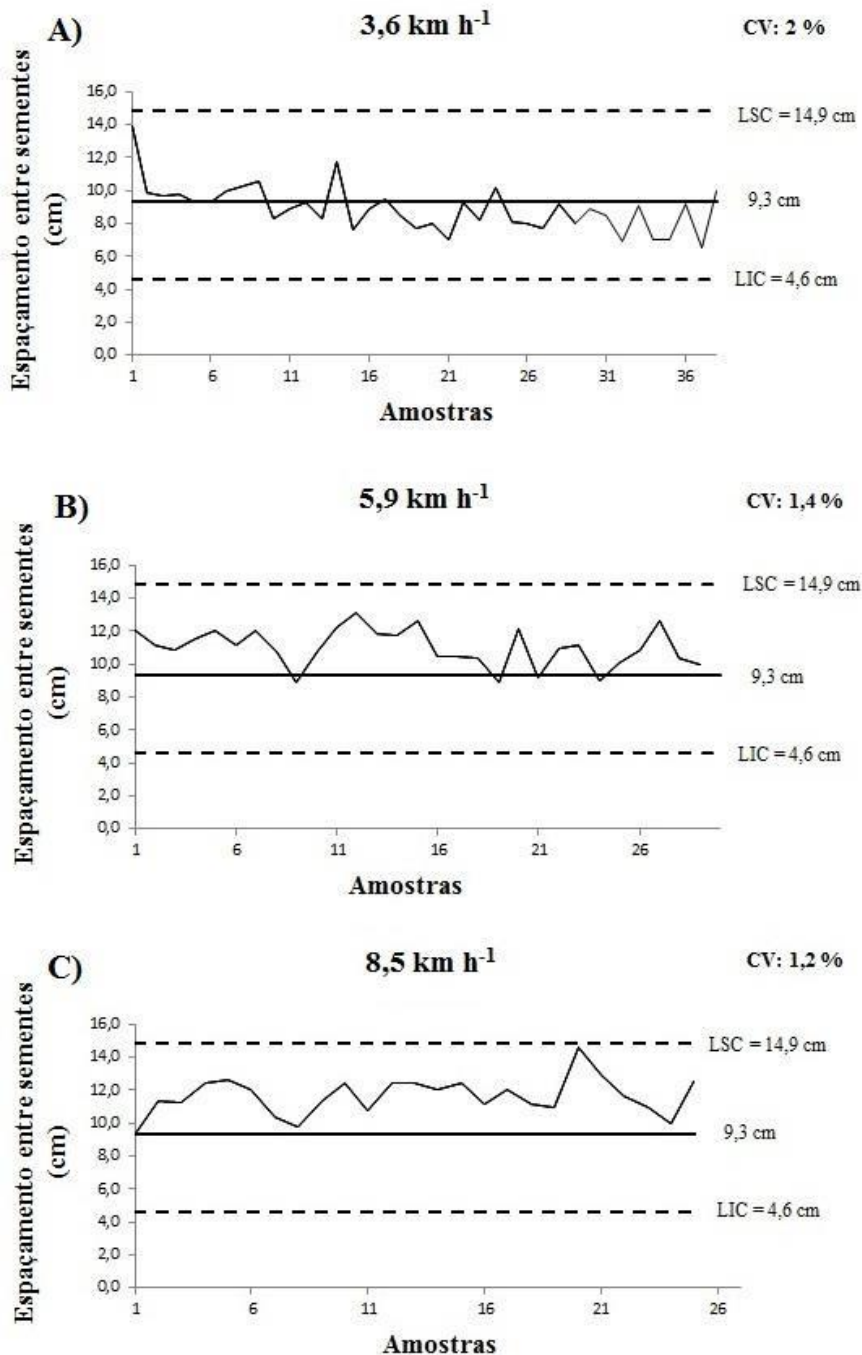 A)
3,6 km h-1
CV: 2 %
Espaçamento entre sementes
(cm)
16,0
14,0
12,0
10,0
8,0
6,0
4,0
2,0
0,0
LSC = 14,9 cm
9,3 cm
LIC = 4,6 cm
1 6 11 16 21 26 31 36
Amostras
B)
5,9 km h-1
CV: 1,4 %
Espaçamento entre sementes
(cm)
16,0
14,0
12,0
10,0
8,0
6,0
4,0
2,0
0,0
LSC = 14,9 cm
9,3 cm
LIC = 4,6 cm
1 6 11 16 21 26
Amostras
C)
8,5 km h-1
CV: 1,2 %
Espaçamento entre sementes
(cm)
16,0
14,0
12,0
10,0
8,0
6,0
4,0
2,0
0,0
LSC = 14,9 cm
9,3 cm
LIC = 4,6 cm
1 6 11 16 21 26
Amostras